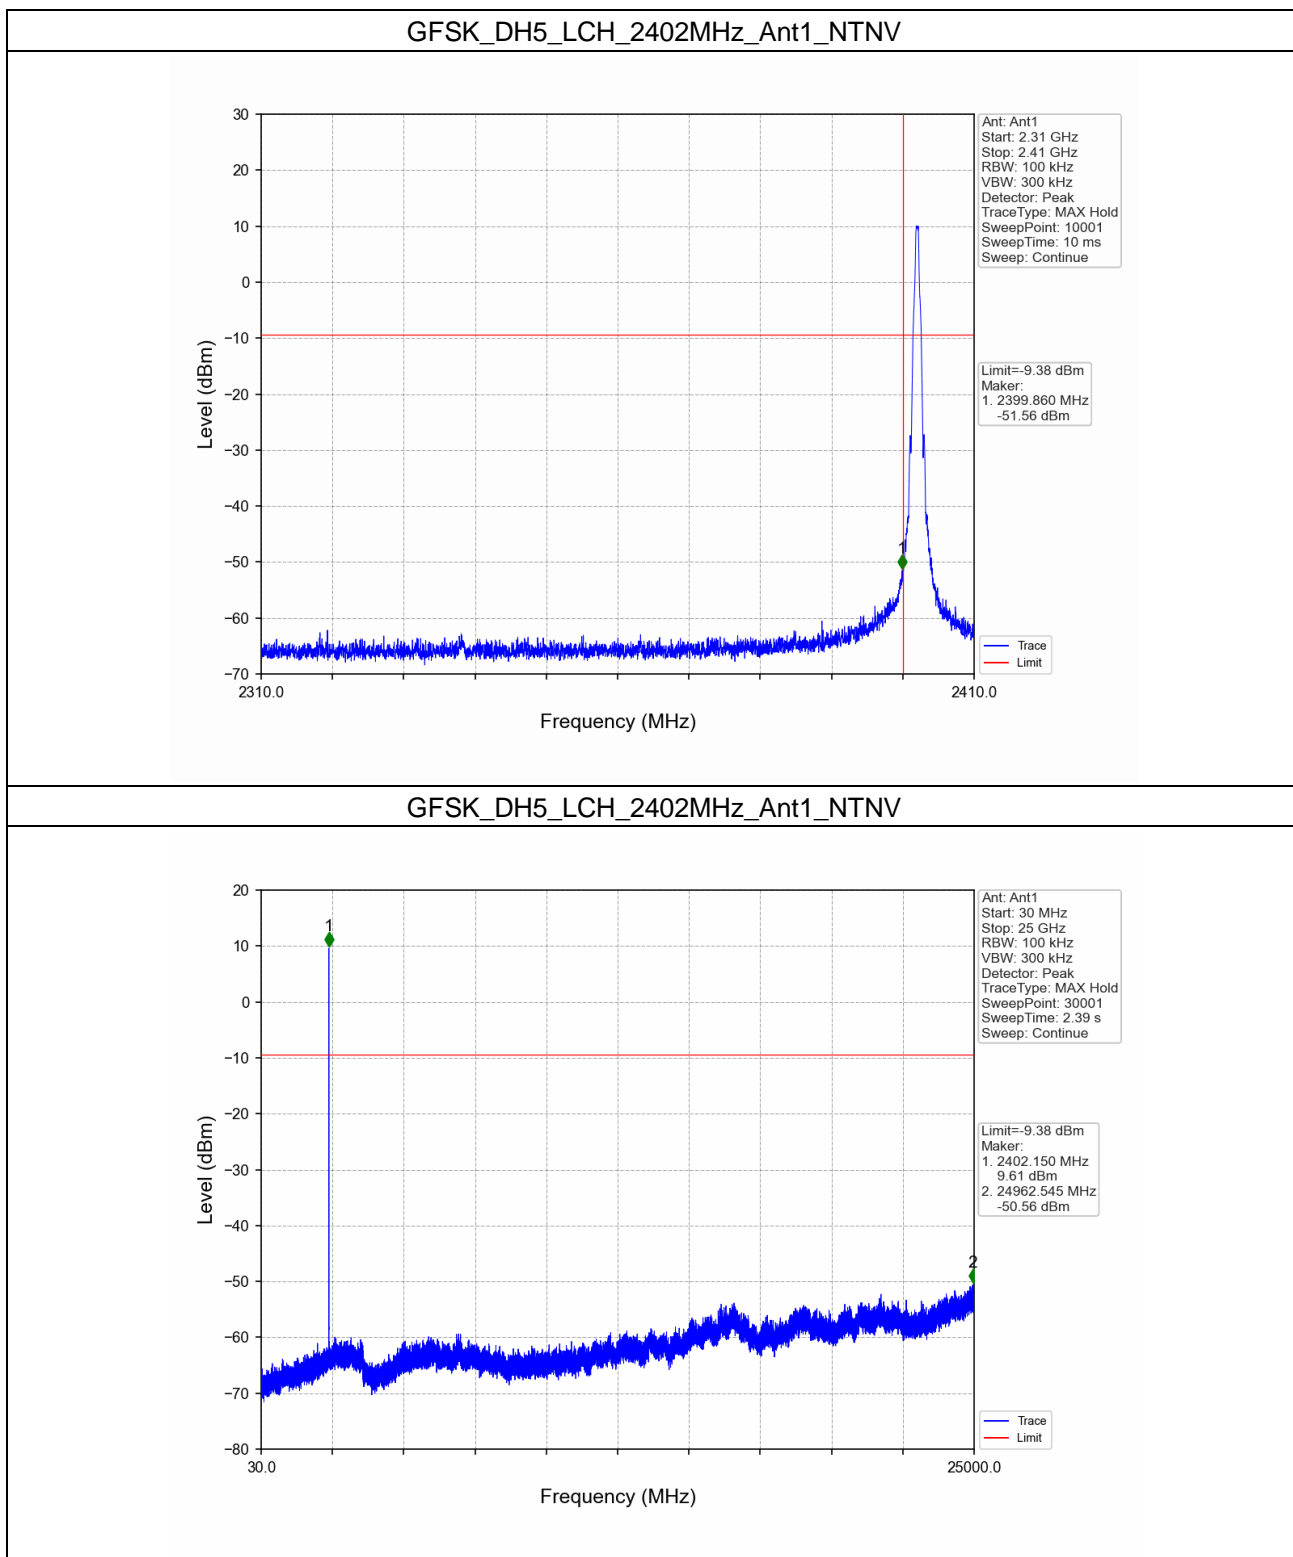 GFSK_DH5_LCH_2402MHz_Ant1_NTNV
30
20
10
0
−10
−20
−30
−40
−50
−60
−70
Level (dBm)
2310.0
2410.0
Frequency (MHz)
1
Ant: Ant1
Start: 2.31 GHz
Stop: 2.41 GHz
RBW: 100 kHz
VBW: 300 kHz
Detector: Peak
TraceType: MAX Hold
SweepPoint: 10001
SweepTime: 10 ms
Sweep: Continue
Limit=-9.38 dBm
Maker:
1. 2399.860 MHz
-51.56 dBm
Trace
Limit
GFSK_DH5_LCH_2402MHz_Ant1_NTNV
20
10
0
−10
−20
−30
−40
−50
−60
−70
−80
Level (dBm)
30.0
25000.0
Frequency (MHz)
1
2
Ant: Ant1
Start: 30 MHz
Stop: 25 GHz
RBW: 100 kHz
VBW: 300 kHz
Detector: Peak
TraceType: MAX Hold
SweepPoint: 30001
SweepTime: 2.39 s
Sweep: Continue
Limit=-9.38 dBm
Maker:
1. 2402.150 MHz
9.61 dBm
2. 24962.545 MHz
-50.56 dBm
Trace
Limit